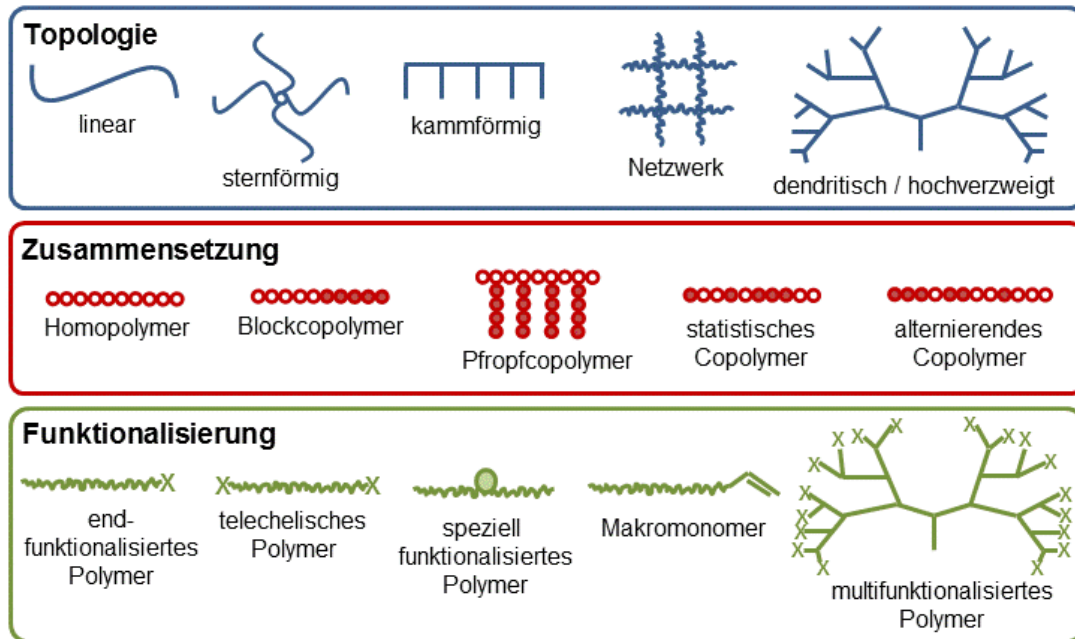 Topologie
linear
sternförmig
kammförmig
Netzwerk
dendritisch / hochverzweigt
Zusammensetzung
Homopolymer
Blockcopolymer
Pfropfcopolymer
statistisches
Copolymer
alternierendes
Copolymer
Funktionalisierung
X
end-
funktionalisiertes
Polymer
X X
telechelisches
Polymer
speziell
funktionalisiertes
Polymer
Makromonomer
X X X X
X X X X
X X
X X
X X
X X
X X
multifunktionalisiertes
Polymer